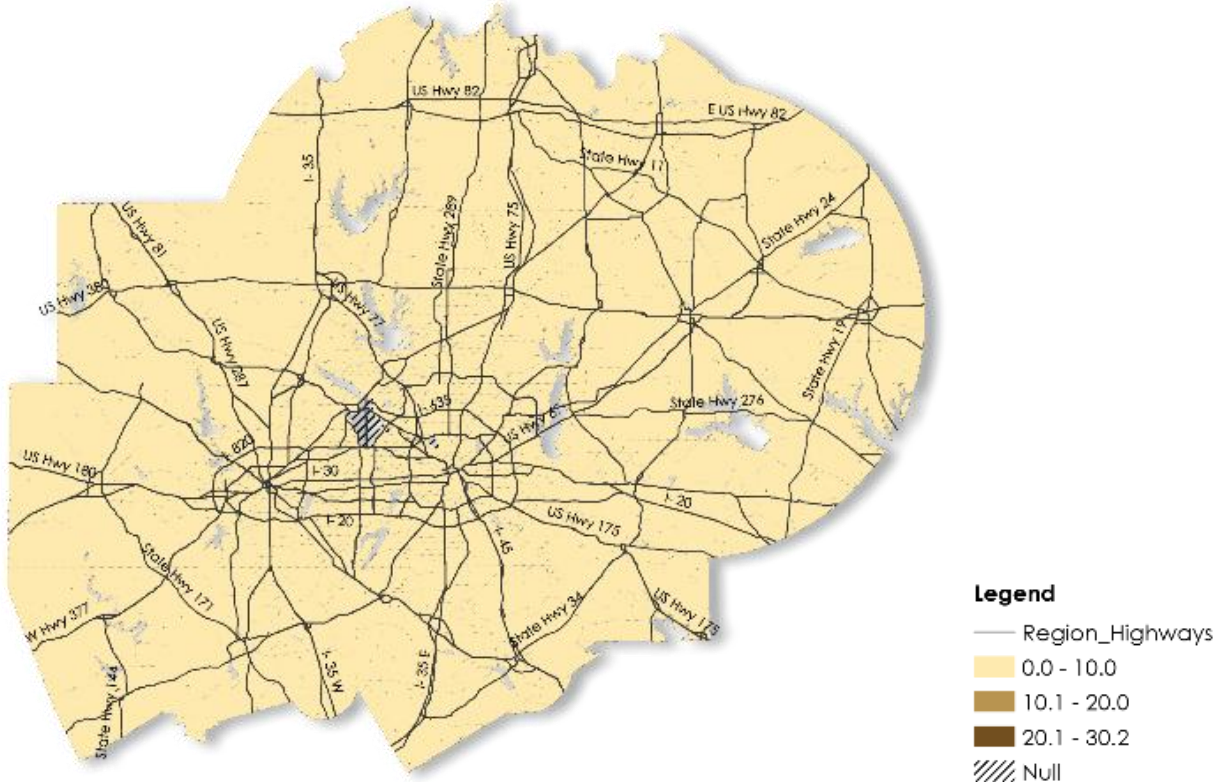 US Hwy 82
E US Hwy 82
State Hwy 11
I- 35
State Hwy 24
US Hwy 81
State Hwy 289
US Hwy 75
US Hwy 380
US Hwy 77
US Hwy 287
State Hwy 19
I- 635
State Hwy 276
US Hwy
820
US Hwy 180
I- 30
I- 20
I- 20
US Hwy 175
I- 45
State Hwy 171
State Hwy 34
US Hwy 175
W Hwy 377
I- 35 W
I- 35 E
State Hwy 144
Legend
Region_Highways
0.0 - 10.0
10.1 - 20.0
20.1 - 30.2
Null